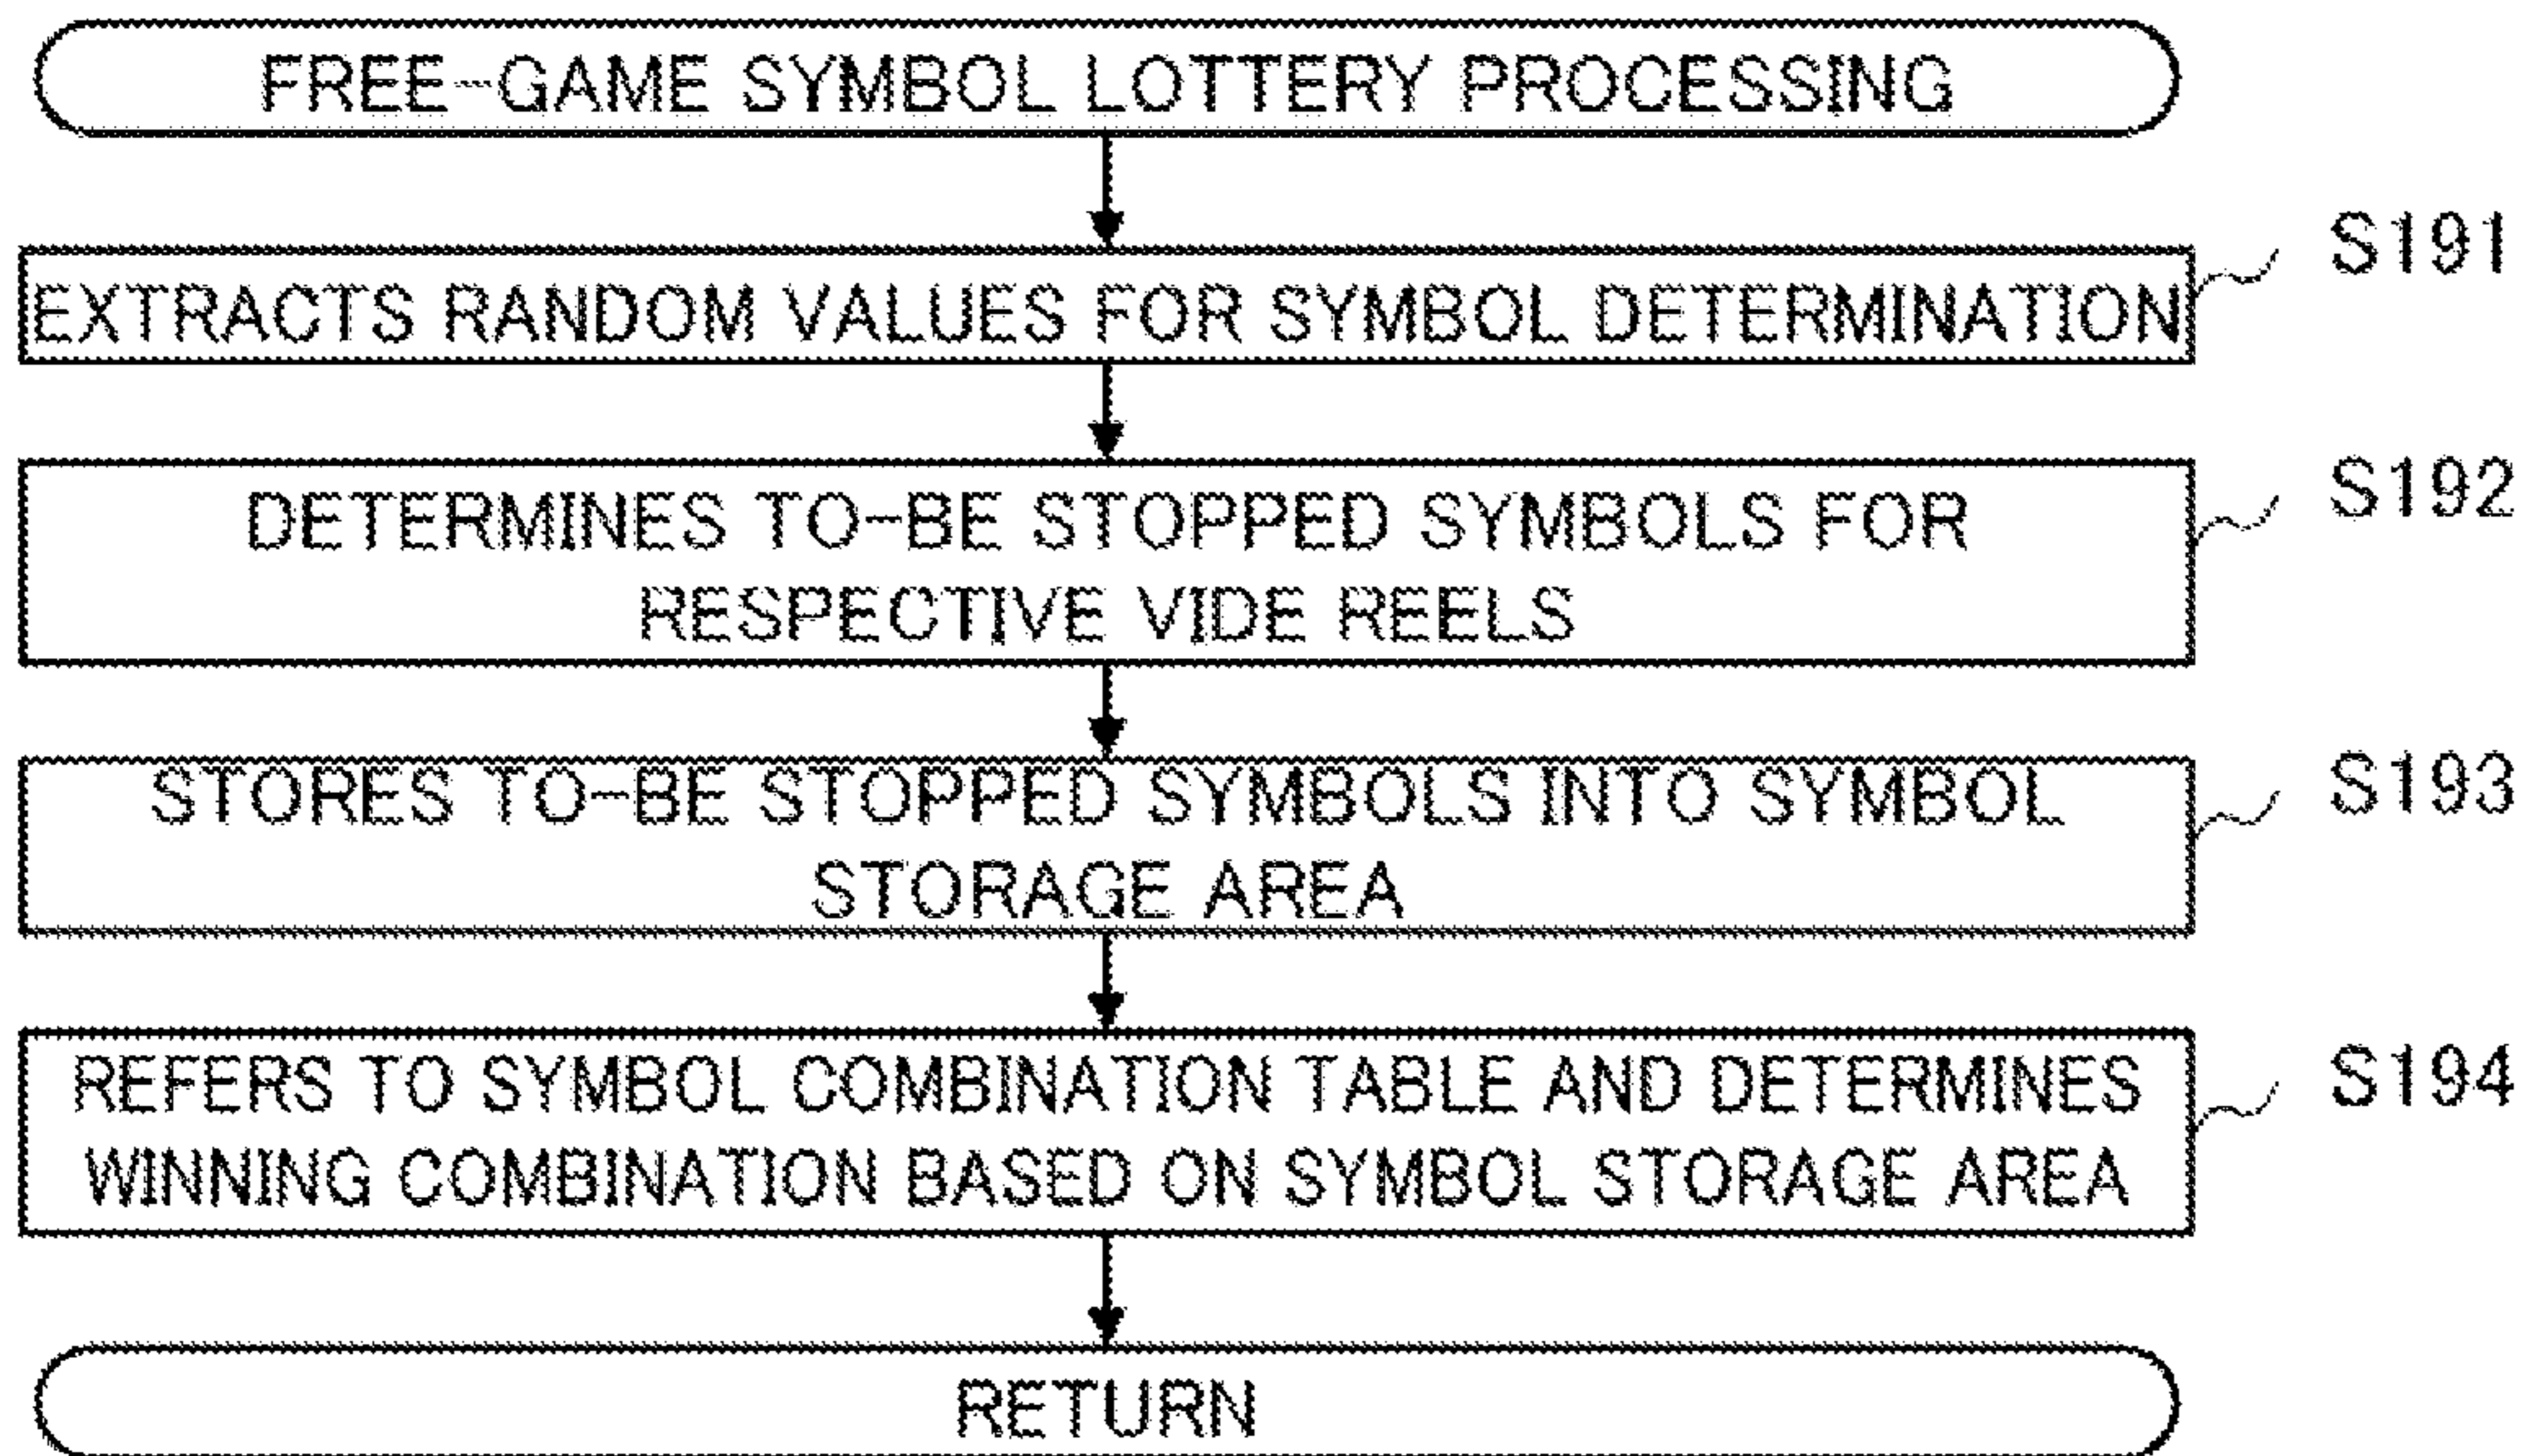 FREE-GAME SYMBOL LOTTERY PROCESSING
S191
EXTRACTS RANDOM VALUES FOR SYMBOL DETERMINATION
S192
DETERMINES TO-BE STOPPED SYMBOLS FOR
RESPECTIVE VIDE REELS
S193
STORES TO-BE STOPPED SYMBOLS INTO SYMBOL
STORAGE AREA
S194
REFERS TO SYMBOL COMBINATION TABLE AND DETERMINES
WINNING COMBINATION BASED ON SYMBOL STORAGE AREA
RETURN